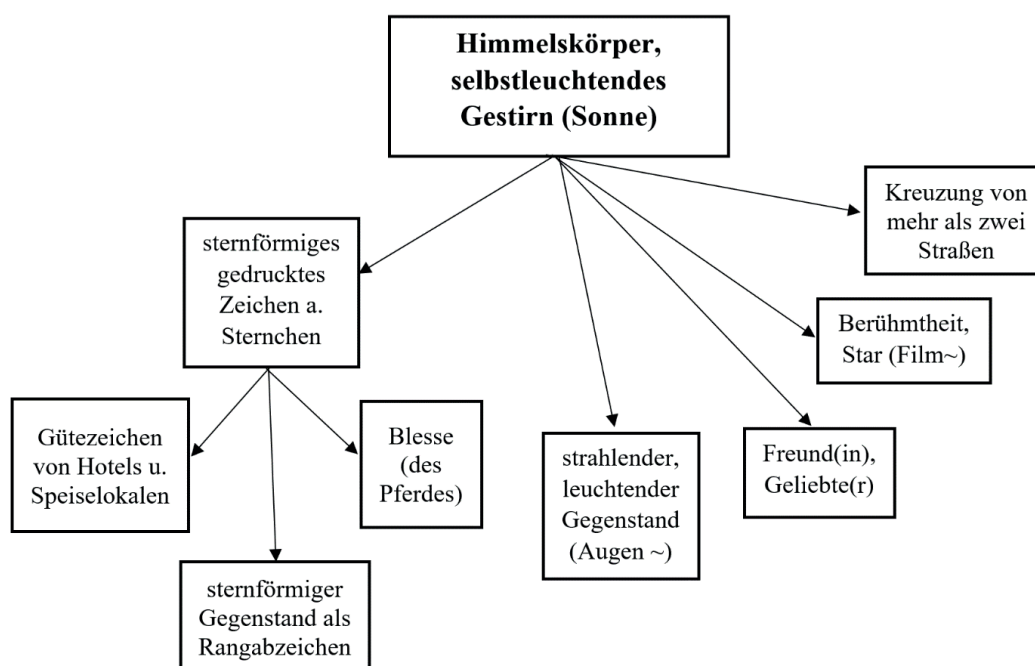 Himmelskörper,
selbstleuchtendes
Gestirn (Sonne)
Kreuzung von
mehr als zwei
Straßen
sternförmiges
gedrucktes
Zeichen a.
Sternchen
Berühmtheit,
Star (Film~)
Gütezeichen
von Hotels u.
Speiselokalen
Blesse
(des
Pferdes)
strahlender,
leuchtender
Gegenstand
(Augen ~)
Freund(in),
Geliebte(r)
sternförmiger
Gegenstand als
Rangabzeichen